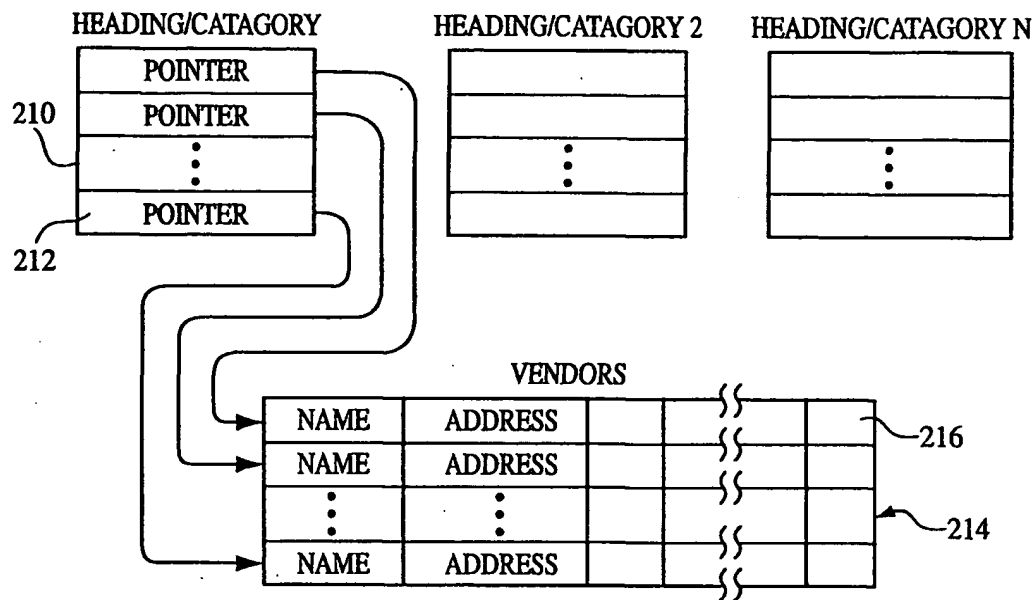 HEADING/CATAGORY
HEADING/CATAGORY 2
HEADING/CATAGORY N
POINTER
POINTER
POINTER
210
212
VENDORS
NAME ADDRESS
NAME ADDRESS
NAME ADDRESS
216
214